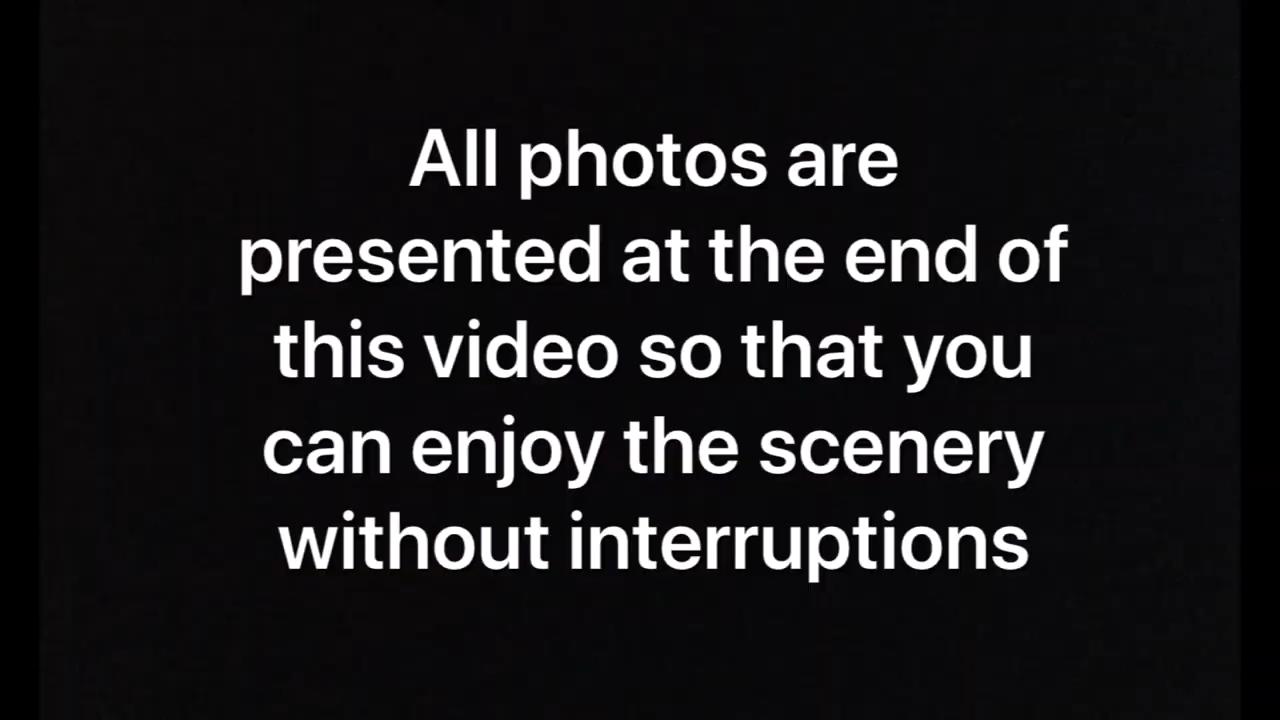 All photos are
presented at the end of
this video so that you
can enjoy the scenery
without interruptions